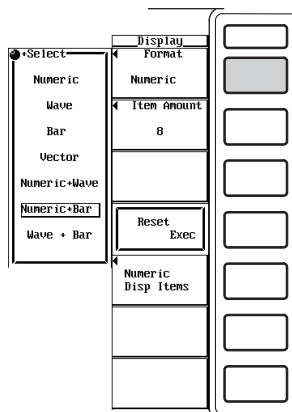 Select
Numeric
Wave
Bar
Vector
Numeric+Wave
Numeric+Bar
Wave + Bar
Display
Format
Numeric
Item Amount
8
Reset
Exec
Numeric
Disp Items